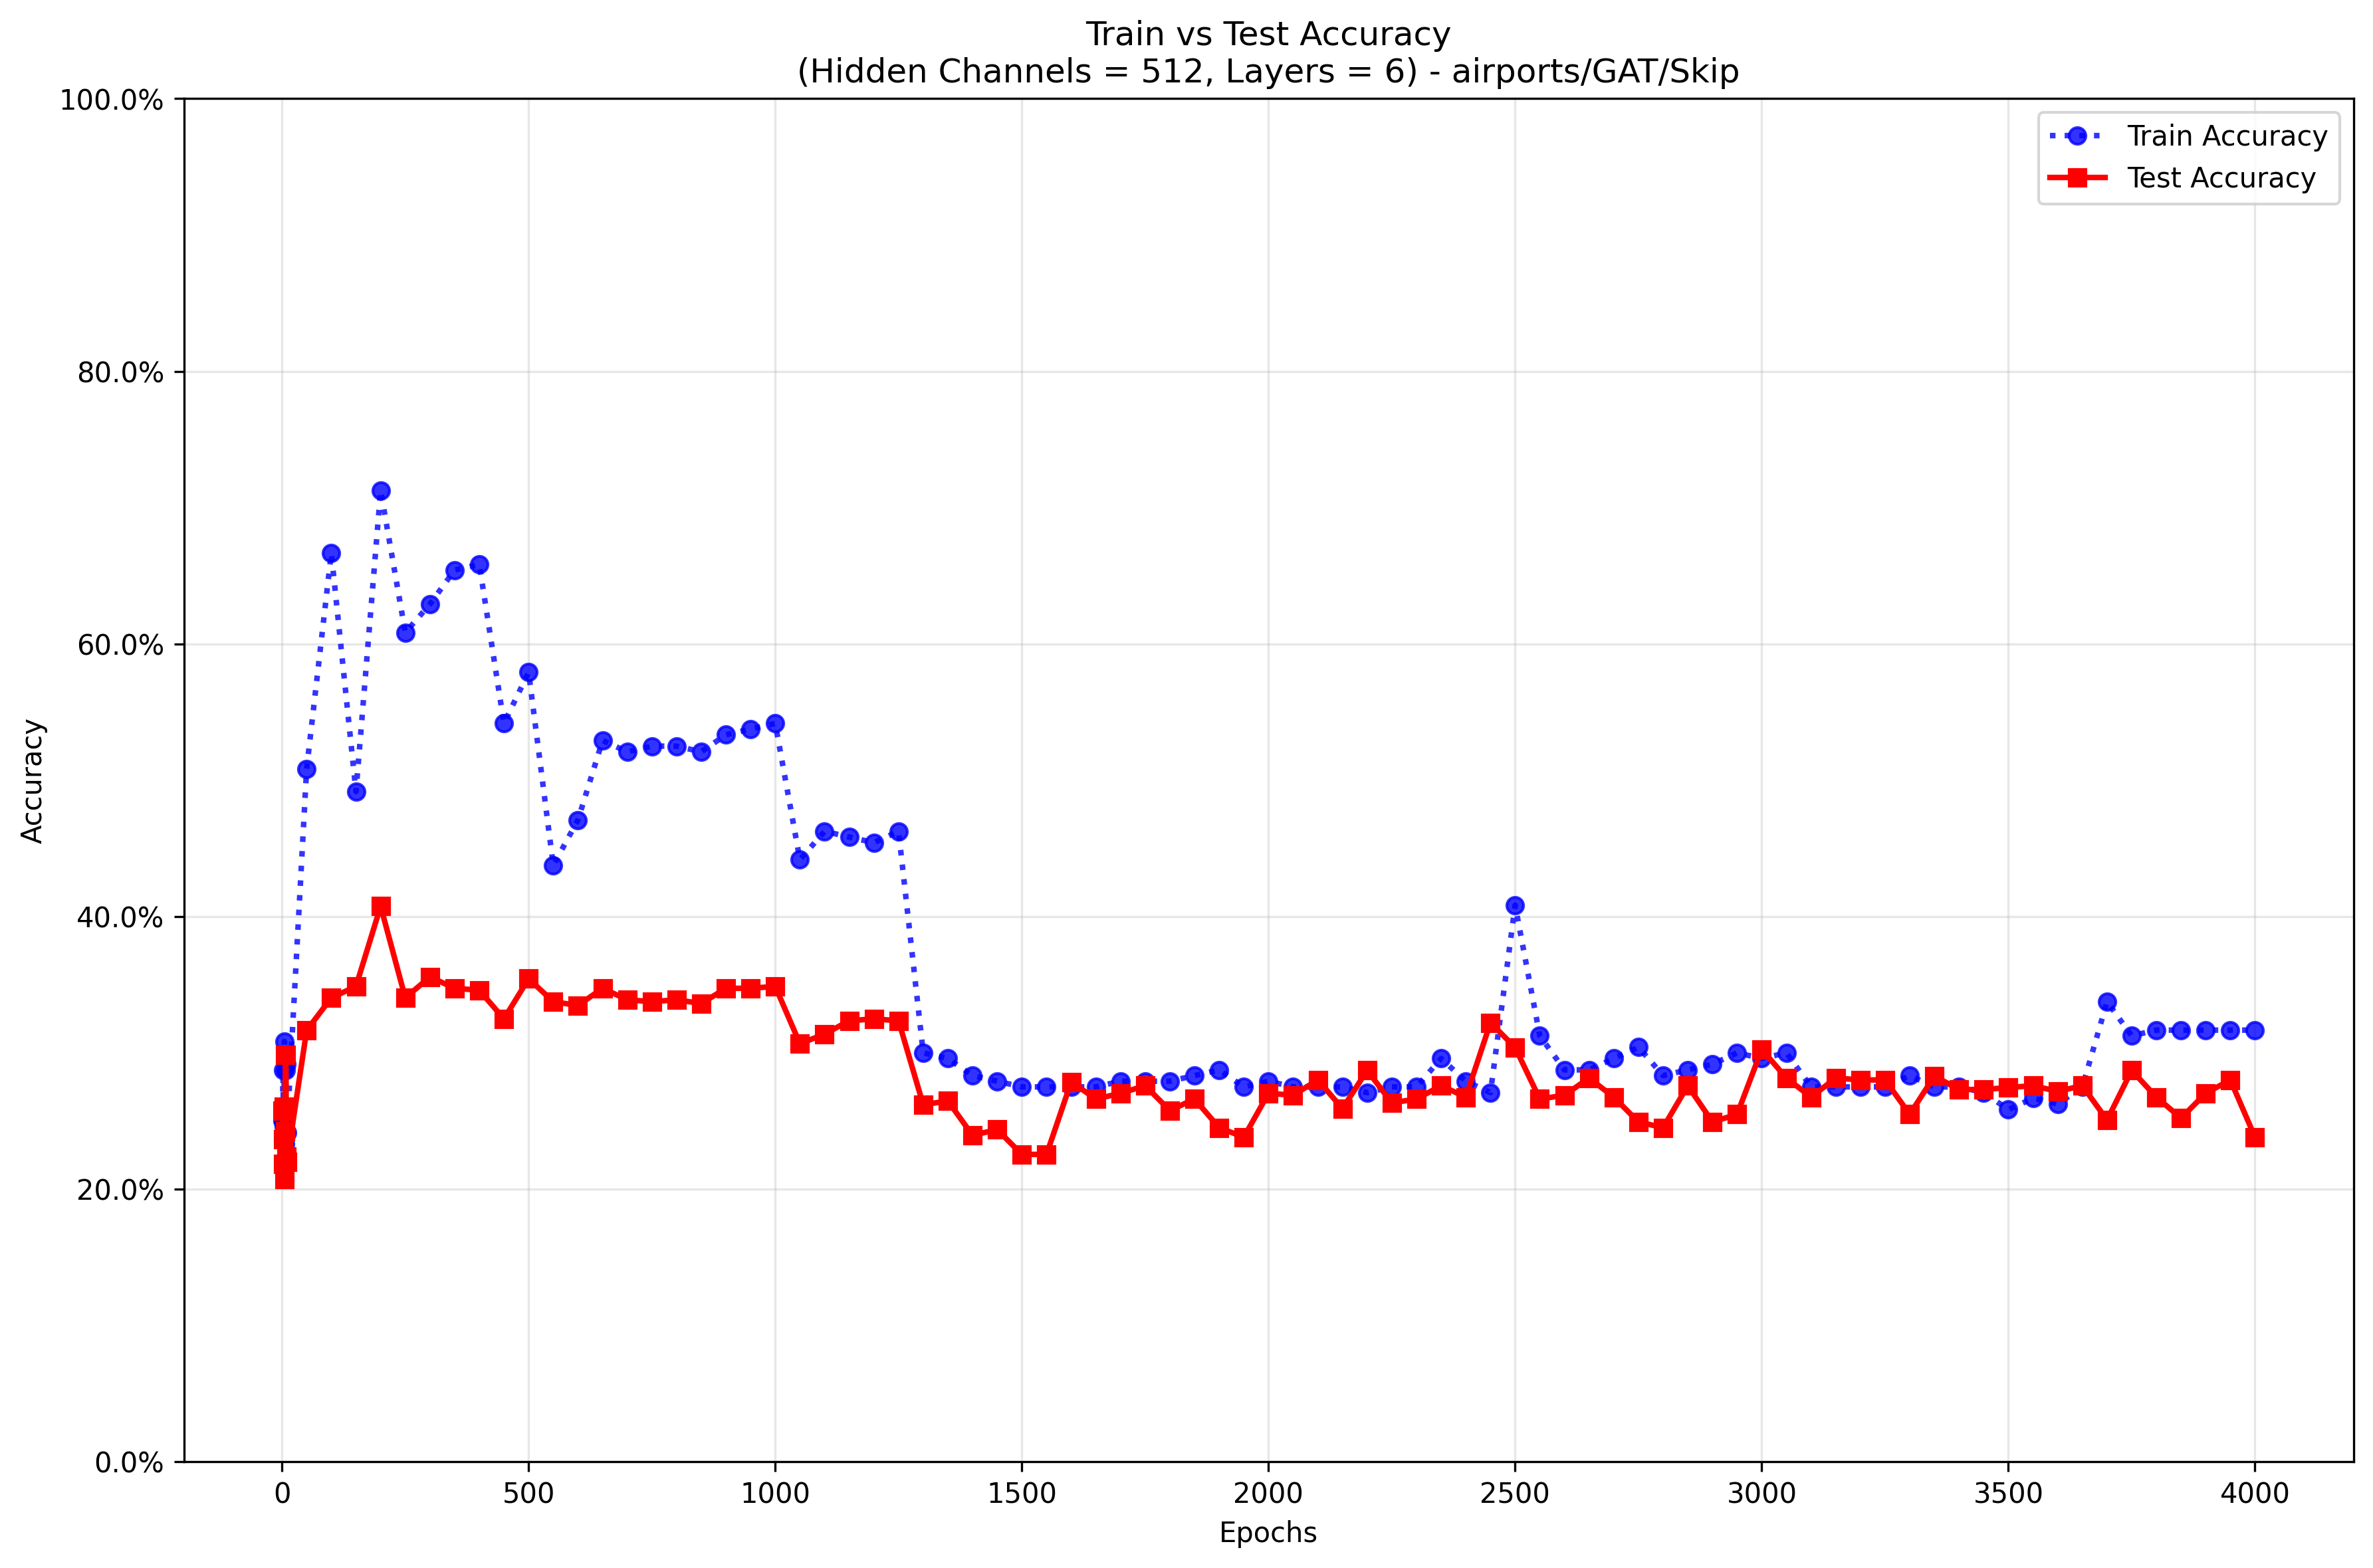 Train vs Test Accuracy
(Hidden Channels = 512, Layers = 6) - airports/GAT/Skip
Train Accuracy
Test Accuracy
100.0%
80.0%
60.0%
40.0%
20.0%
0.0%
Accuracy
0
500
1000
1500
2000
2500
3000
3500
4000
Epochs